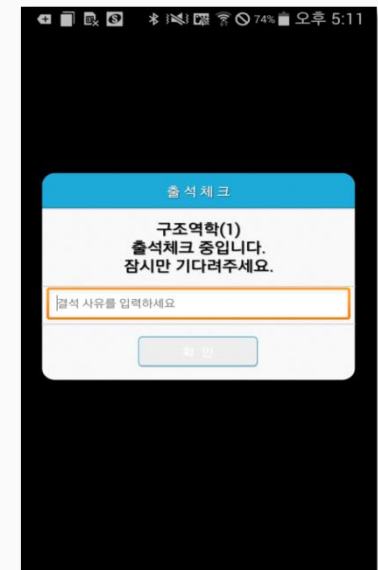 74% 오후 5:11
출석체크
구조역학(1)
출석체크 중입니다.
잠시만 기다려주세요.
결석 사유를 입력하세요
확인